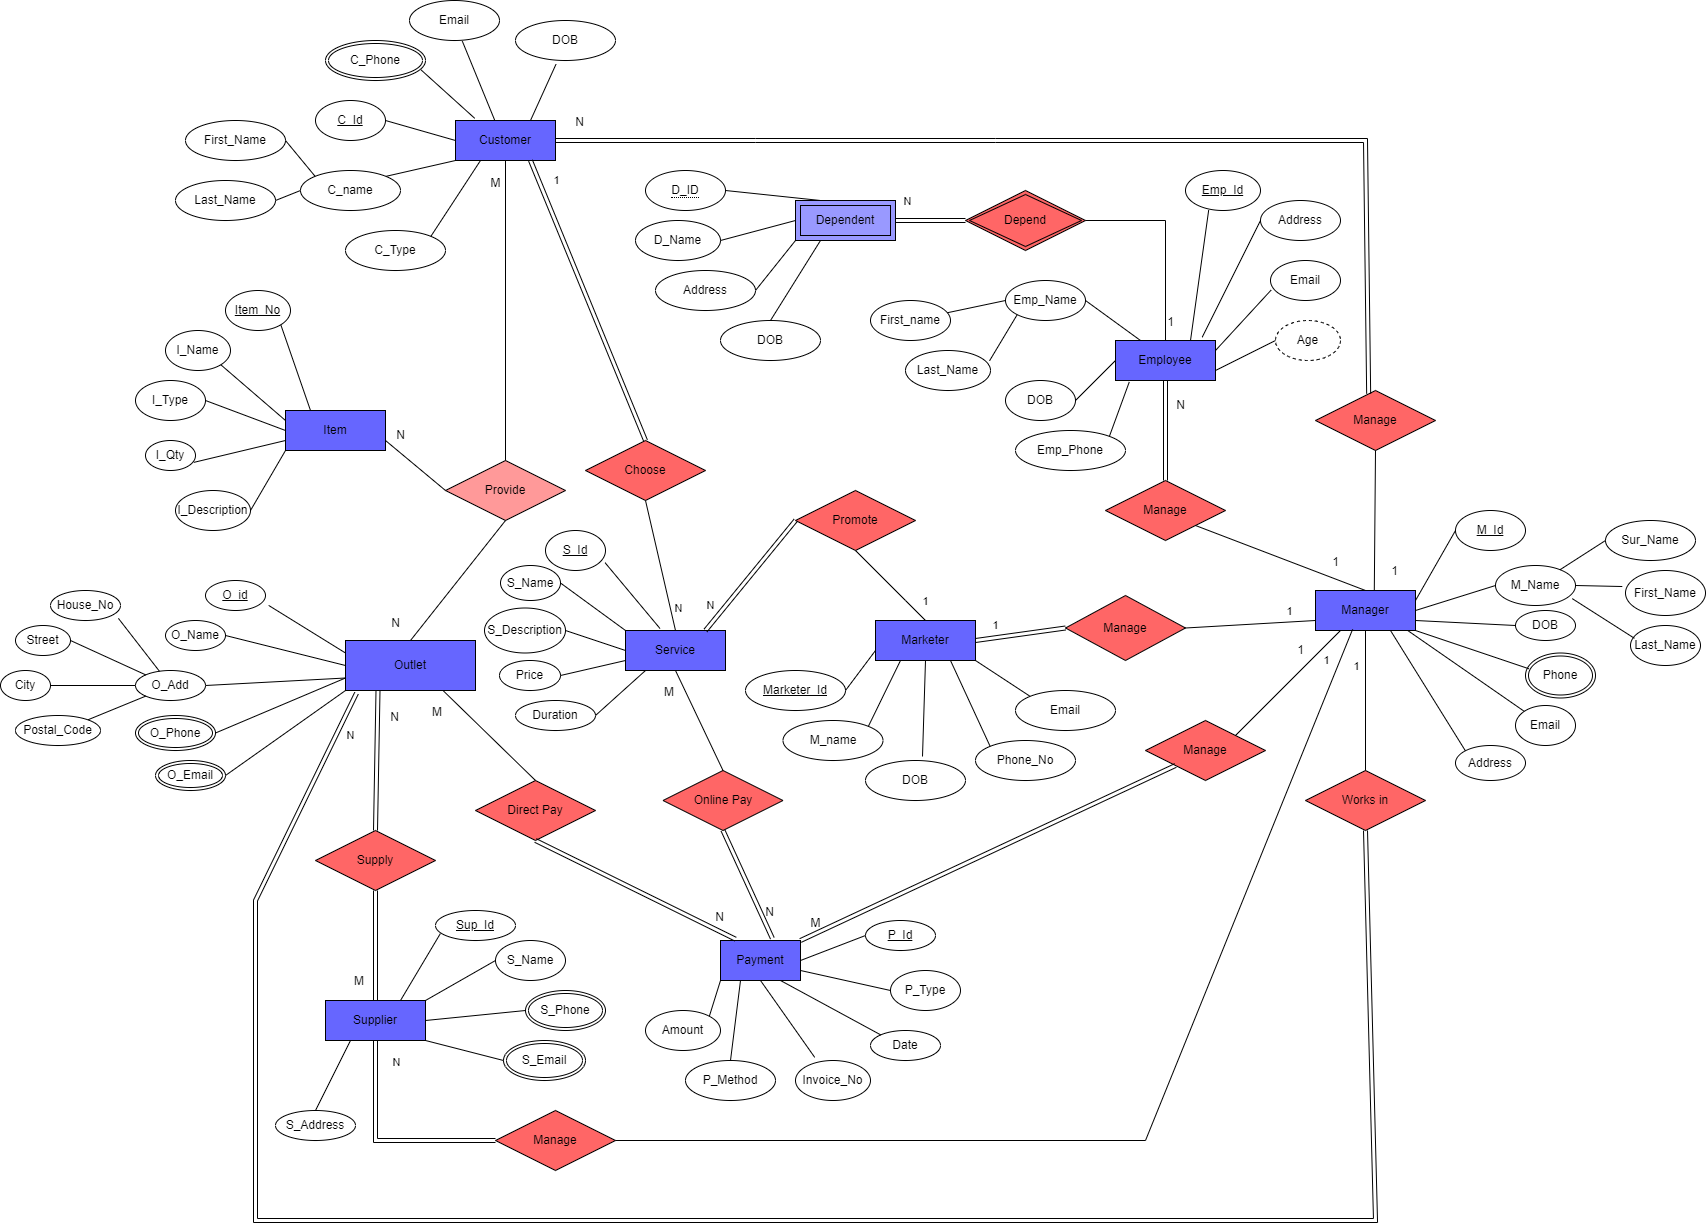 Email
DOB
C_Phone
C_Id
N
First_Name
Customer
Last_Name
C_name
M
1
C_Type
D_ID
N
Emp_Id
Dependent
Depend
Address
D_Name
Address
Email
Emp_Name
First_name
1
Age
DOB
Last_Name
Employee
DOB
N
Emp_Phone
Manage
Item_No
I_Name
I_Type
Item
N
I_Qty
I_Description
Provide
Choose
Promote
Manage
M_Id
Sur_Name
M_Name
First_Name
DOB
Last_Name
Phone
Email
Address
1
1
Manager
S_Id
S_Name
S_Description
Price
Duration
N
N
Service
M
1
Marketer
1
Manage
1
Marketer_Id
M_name
DOB
Phone_No
Email
1
1
1
House_No
O_id
N
Street
O_Name
City
O_Add
Outlet
Postal_Code
O_Phone
O_Email
N
N
M
Direct Pay
Online Pay
Manage
Works in
Supply
N
N
M
Sup_Id
S_Name
M
S_Phone
Supplier
S_Email
N
S_Address
P_Id
Payment
P_Type
Amount
Date
P_Method
Invoice_No
Manage